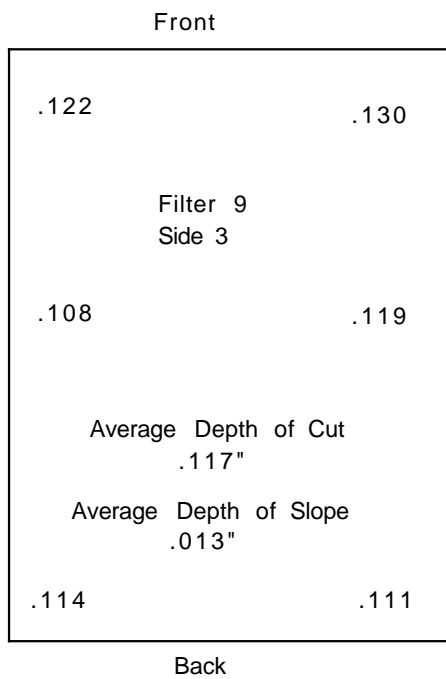 Front
.122 .130
Filter 9
Side 3
.108 .119
Average Depth of Cut
.117"
Average Depth of Slope
.013"
.114 .111
Back